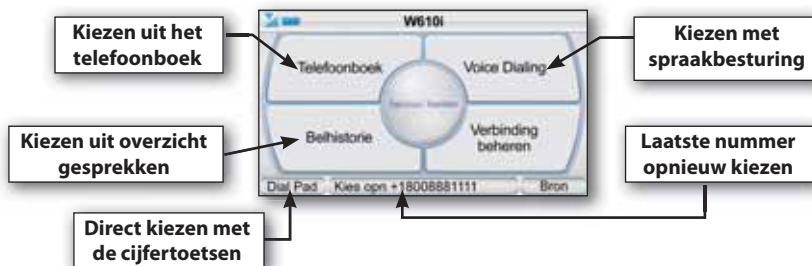 Kiezen uit het
telefoonboek
W610i
Kiezen met
spraakbesturing
Telefoonboek
Voice Dialing
Kiezen uit overzicht
gesprekken
Belhistorie
Verbinding
beheren
Laatste nummer
opnieuw kiezen
Dial Pad
Kies opn +18008881111
Bron
Direct kiezen met
de cijfertoetsen